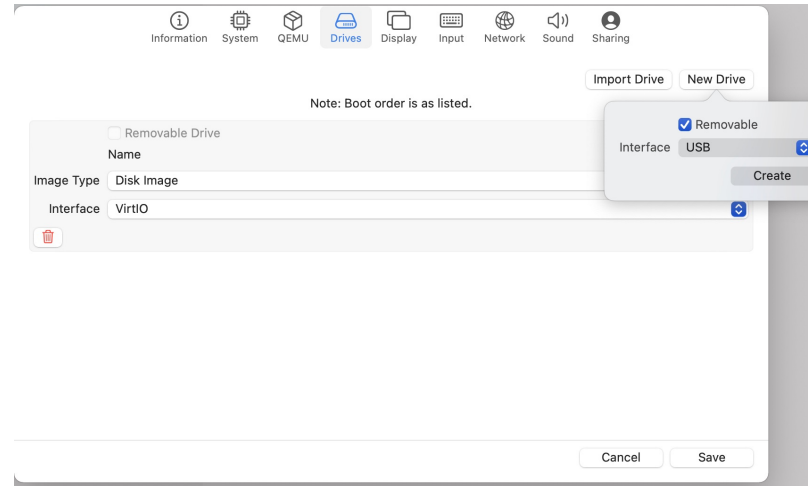 Information System QEMU Drives Display Input Network Sound Sharing
Import Drive New Drive
Note: Boot order is as listed.
Removable Drive
Name
Image Type Disk Image
Interface VirtIO
Removable
Interface USB
Create
Cancel Save